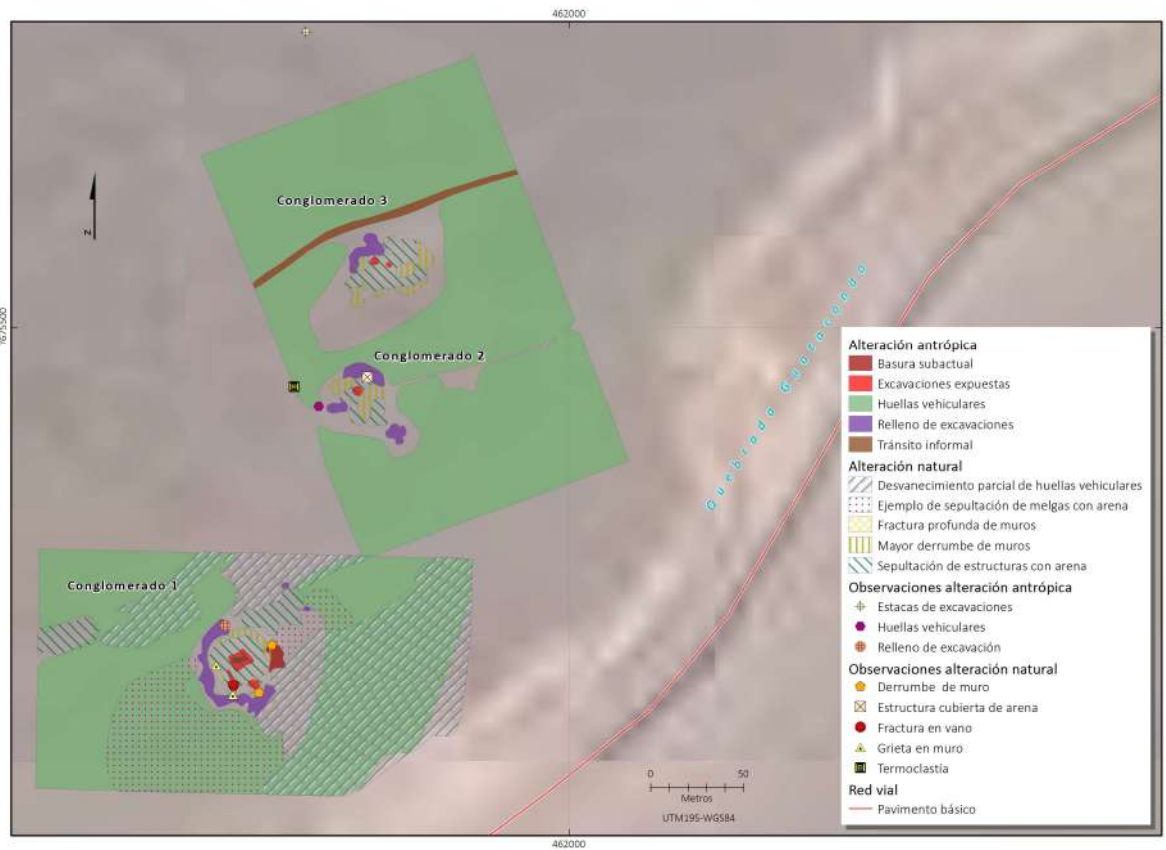 462000
Conglomerado 3
N
7675500
Conglomerado 2
Quebrada Guatacondo
Conglomerado 1
Alteración antrópica
Basura subactual
Excavaciones expuestas
Huellas vehiculares
Relleno de excavaciones
Tránsito informal
Alteración natural
Desvanecimiento parcial de huellas vehiculares
Ejemplo de sepultación de melgas con arena
Fractura profunda de muros
Mayor derrumbe de muros
Sepultación de estructuras con arena
Observaciones alteración antrópica
Estacas de excavaciones
Huellas vehiculares
Relleno de excavación
Observaciones alteración natural
Derrumbe de muro
Estructura cubierta de arena
Fractura en vano
Grieta en muro
Termoclastía
Red vial
Pavimento básico
0 50
Metros
UTM19S-WGS84
462000